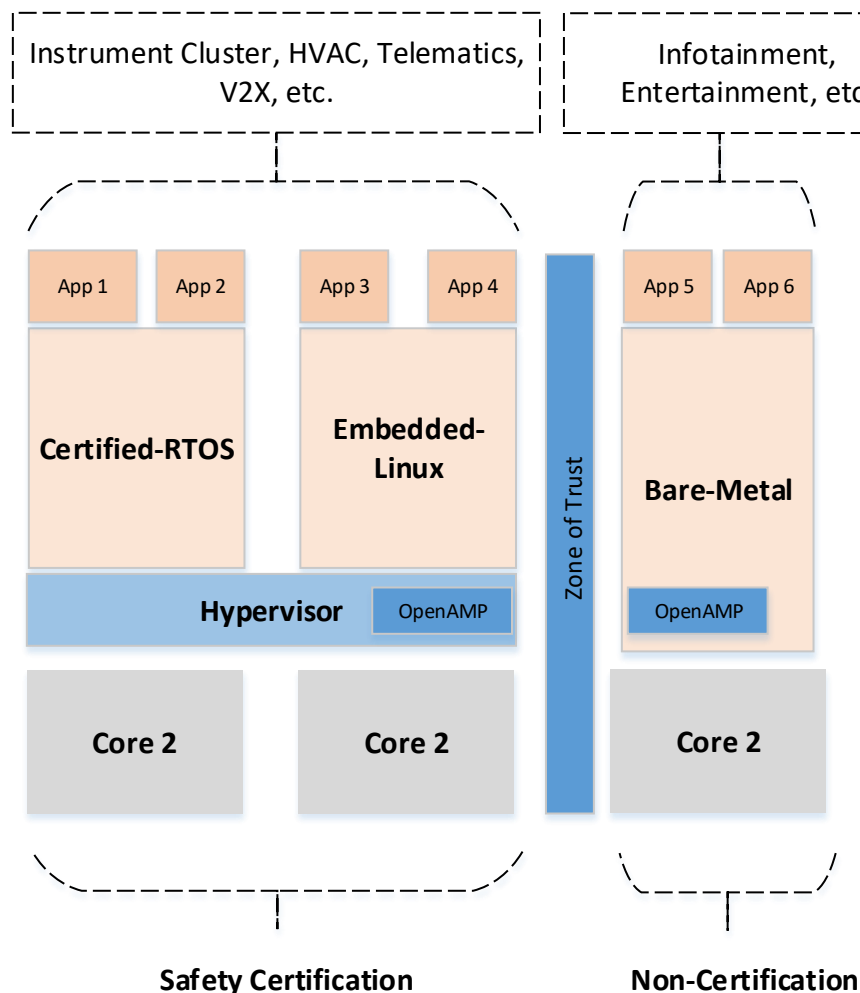 Instrument Cluster, HVAC, Telematics,
V2X, etc.
Infotainment,
Entertainment, etc
App 1
App 2
App 3
App 4
App 5
App 6
Certified-RTOS
Embedded-
Linux
Zone of Trust
Bare-Metal
Hypervisor
OpenAMP
OpenAMP
Core 2
Core 2
Core 2
Safety Certification
Non-Certification